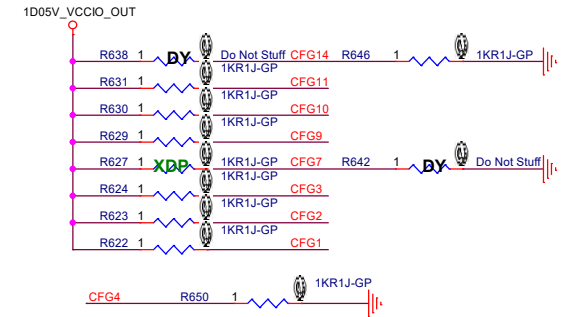 1D05V_VCCIO_OUT
R638 1 DY Do Not Stuff CFG14 R646 1 1KR1J-GP
1KR1J-GP
R631 1 CFG11
1KR1J-GP
R630 1 CFG10
1KR1J-GP
R629 1 CFG9
R627 1 XDP 1KR1J-GP CFG7 R642 1 DY Do Not Stuff
1KR1J-GP
R624 1 CFG3
1KR1J-GP
R623 1 CFG2
1KR1J-GP
R622 1 CFG1
1KR1J-GP
CFG4 R650 1